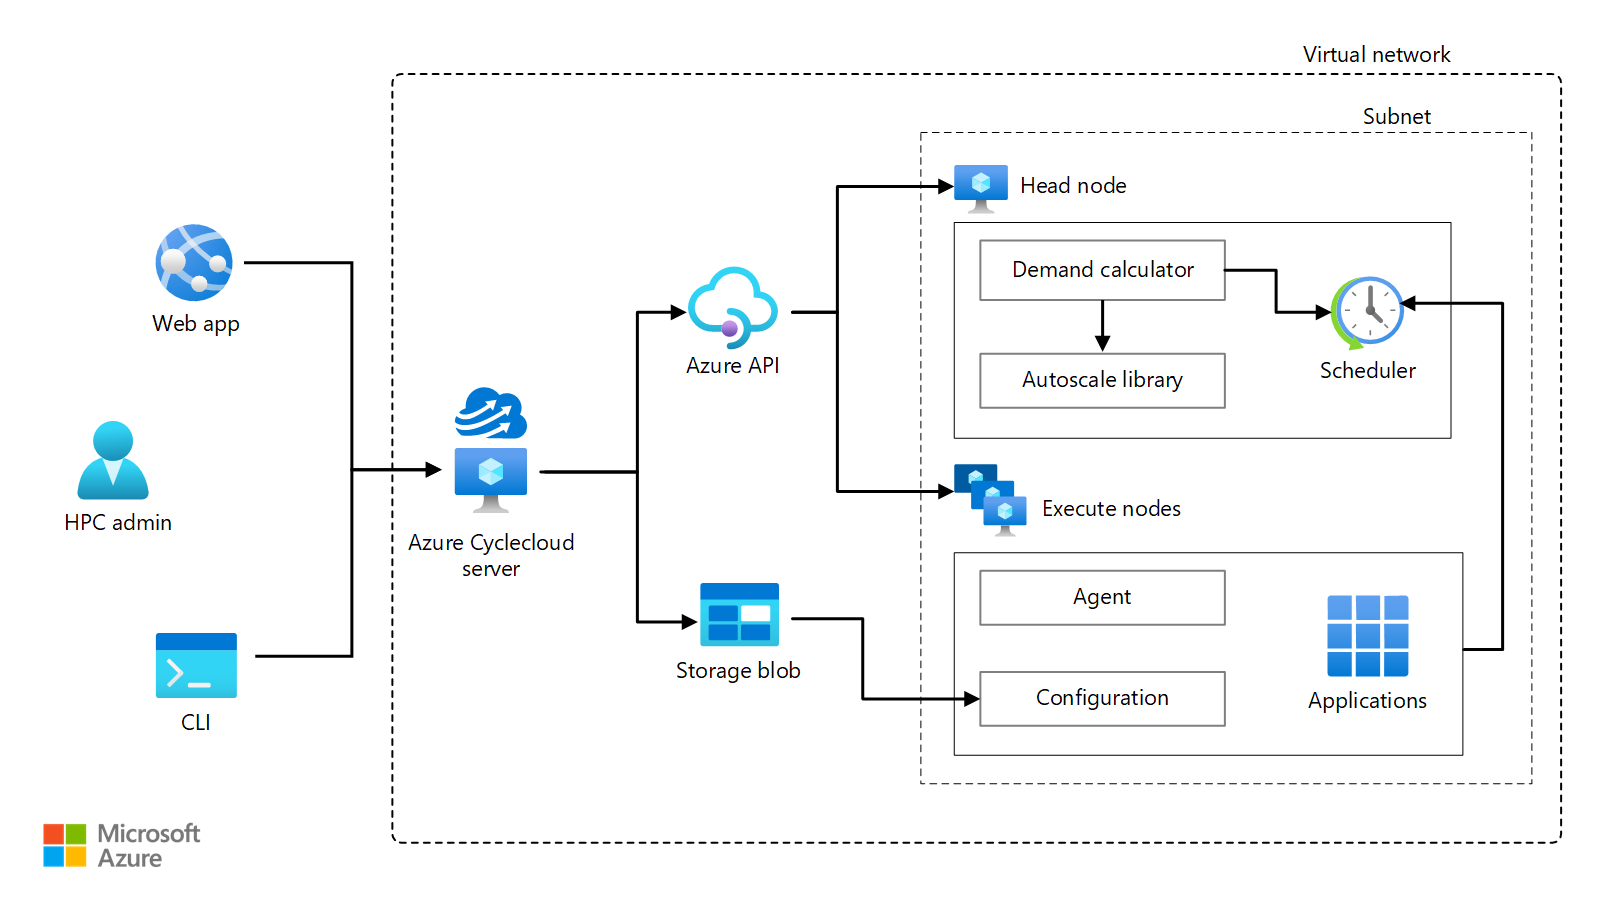 Virtual network
Subnet
Head node
Demand calculator
Autoscale library
Scheduler
Web app
Azure API
HPC admin
Azure Cyclecloud
server
Execute nodes
Agent
Configuration
Applications
Storage blob
CLI
Microsoft
Azure